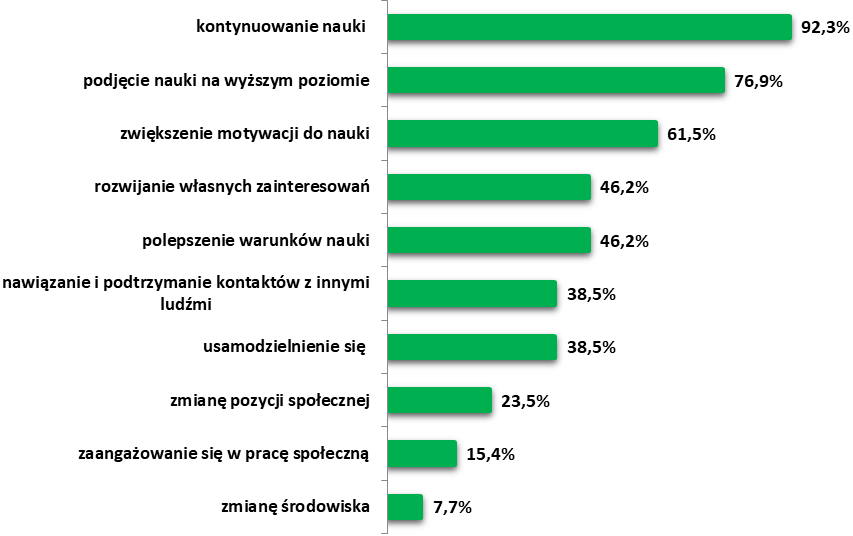 kontynuowanie nauki 92,3%
podjęcie nauki na wyższym poziomie 76,9%
zwiększenie motywacji do nauki 61,5%
rozwijanie własnych zainteresowań 46,2%
polepszenie warunków nauki 46,2%
nawiązanie i podtrzymanie kontaktów z innymi
ludźmi 38,5%
usamodzielnienie się 38,5%
zmianę pozycji społecznej 23,5%
zaangażowanie się w pracę społeczną 15,4%
zmianę środowiska 7,7%